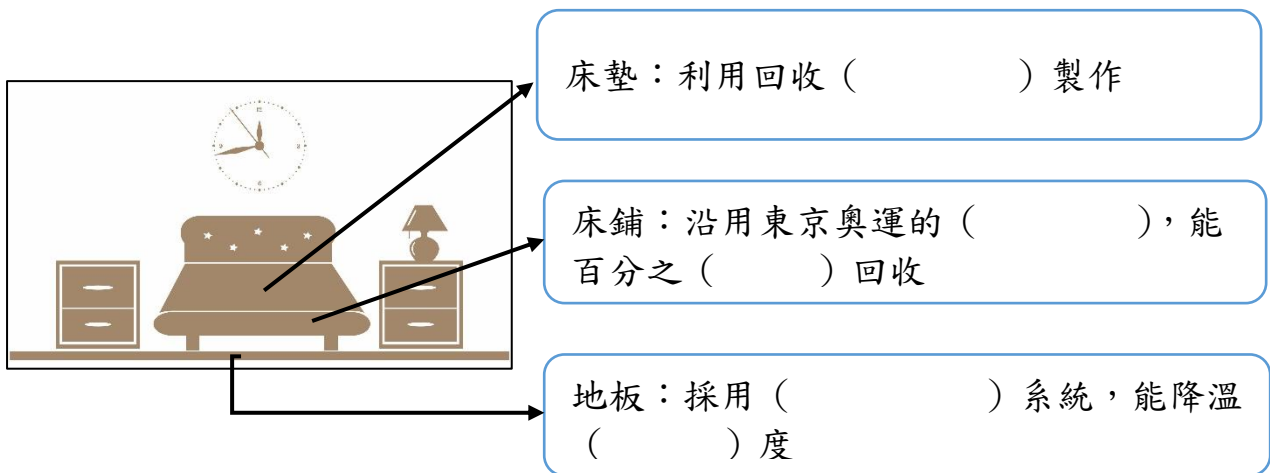 床墊：利用回收（　　　　　）製作
床鋪：沿用東京奧運的（　　　　　），能
百分之（　　　）回收
地板：採用（　　　　　　）系統，能降溫
（　　　　）度